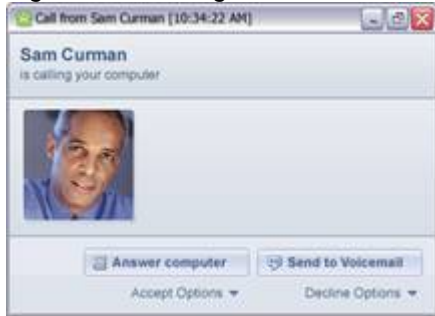 Call from Sam Curman [10:34:22 AM]
Sam Curman
is calling your computer
Answer computer
Send to Voicemail
Accept Options
Decline Options